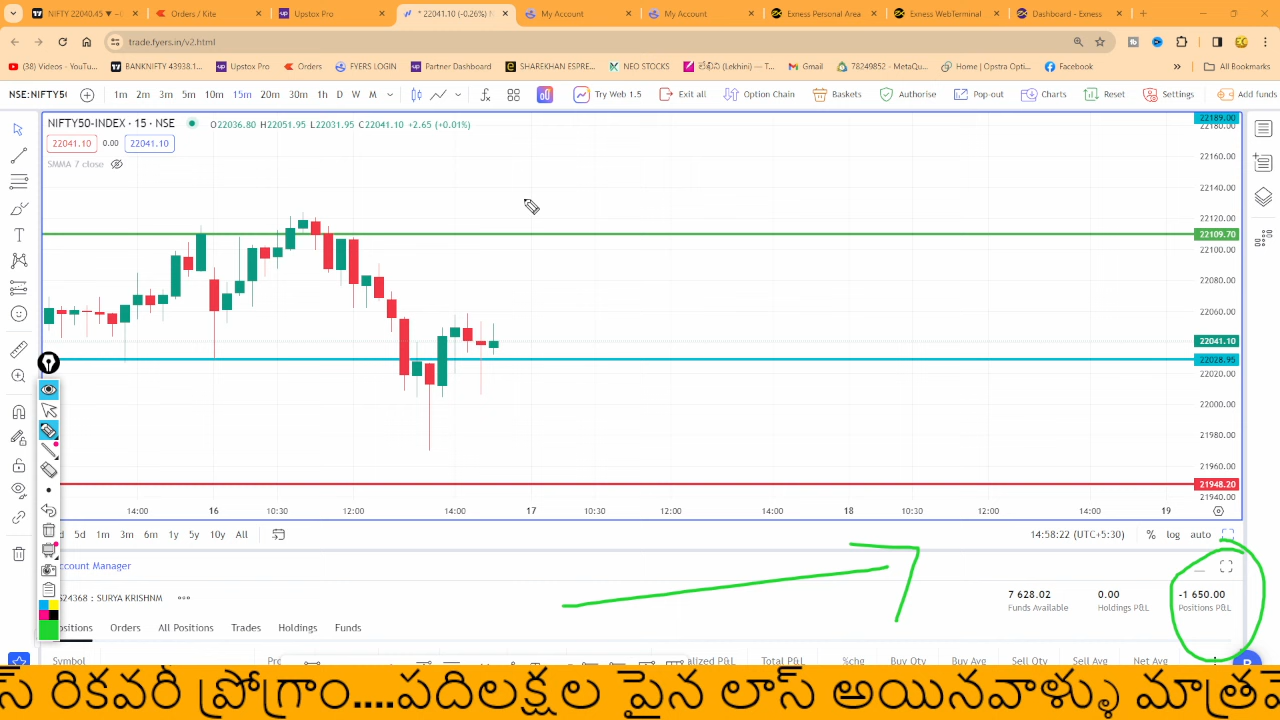 NIFTY 22040.45 ▼ −
Orders / Kite
Upstox Pro
* 22041.10 (-0.26%)
My Account
My Account
Exness Personal Area
Exness WebTerminal
Dashboard - Exness
trade.fyers.in/v2.html
(38) Videos - YouTu...
BANKNIFTY 43938.1...
Upstox Pro
Orders
FYERS LOGIN
Partner Dashboard
SHAREKHAN ESPRE...
NEO STOCKS
లేఖిని (Lekhini) — T...
Gmail
78249852 - MetaQu...
Home | Opstra Opti...
Facebook
All Bookmarks
NSE:NIFTY5
1m 2m 3m 5m 10m 15m 20m 30m 1h D W M
Try Web 1.5
Exit all
Option Chain
Baskets
Authorise
Pop-out
Charts
Reset
Settings
Add funds
NIFTY50-INDEX · 15 · NSE
O22036.80 H22051.95 L22031.95 C22041.10 +2.65 (+0.01%)
22041.10 0.00 22041.10
SMMA 7 close
22189.00
22180.00
22160.00
22140.00
22120.00
22109.70
22100.00
22080.00
22060.00
22041.10
22028.95
22020.00
22000.00
21980.00
21960.00
21948.20
21940.00
14:00 16 10:30 12:00 14:00 17 10:30 12:00 14:00 18 10:30 12:00 14:00 19
5d 1m 3m 6m 1y 5y 10y All
14:58:22 (UTC+5:30) % log auto
ccount Manager
: SURYA KRISHNM
7 628.02 0.00 -1 650.00
Funds Available Holdings P&L Positions P&L
ositions Orders All Positions Trades Holdings Funds
Symbol Pro alized P&L Total P&L %chg Buy Qty Buy Avg Sell Qty Sell Avg Net Avg
స్ రికవరీ ప్రోగ్రాం....పదిలక్షల పైన లాస్ అయినవాళ్ళు మాత్రమే